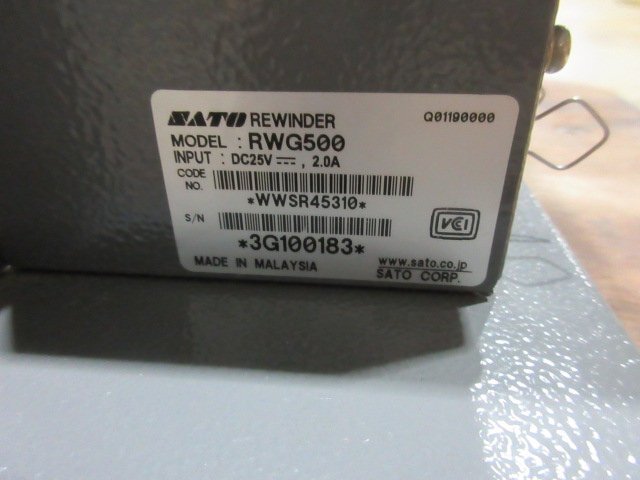 SATO REWINDER Q01190000
MODEL : RWG500
INPUT : DC25V ⎓ , 2.0A
CODE NO.
*WWSR45310*
S/N
*3G100183*
VCCI
MADE IN MALAYSIA www.sato.co.jp
SATO CORP.